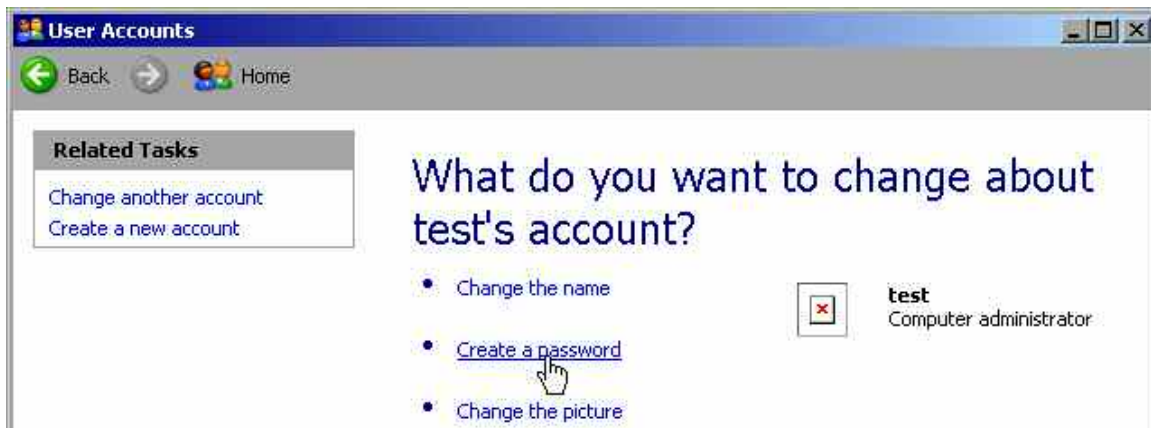 User Accounts
Back Home
Related Tasks
Change another account
Create a new account
What do you want to change about
test's account?
Change the name
Create a password
Change the picture
test
Computer administrator